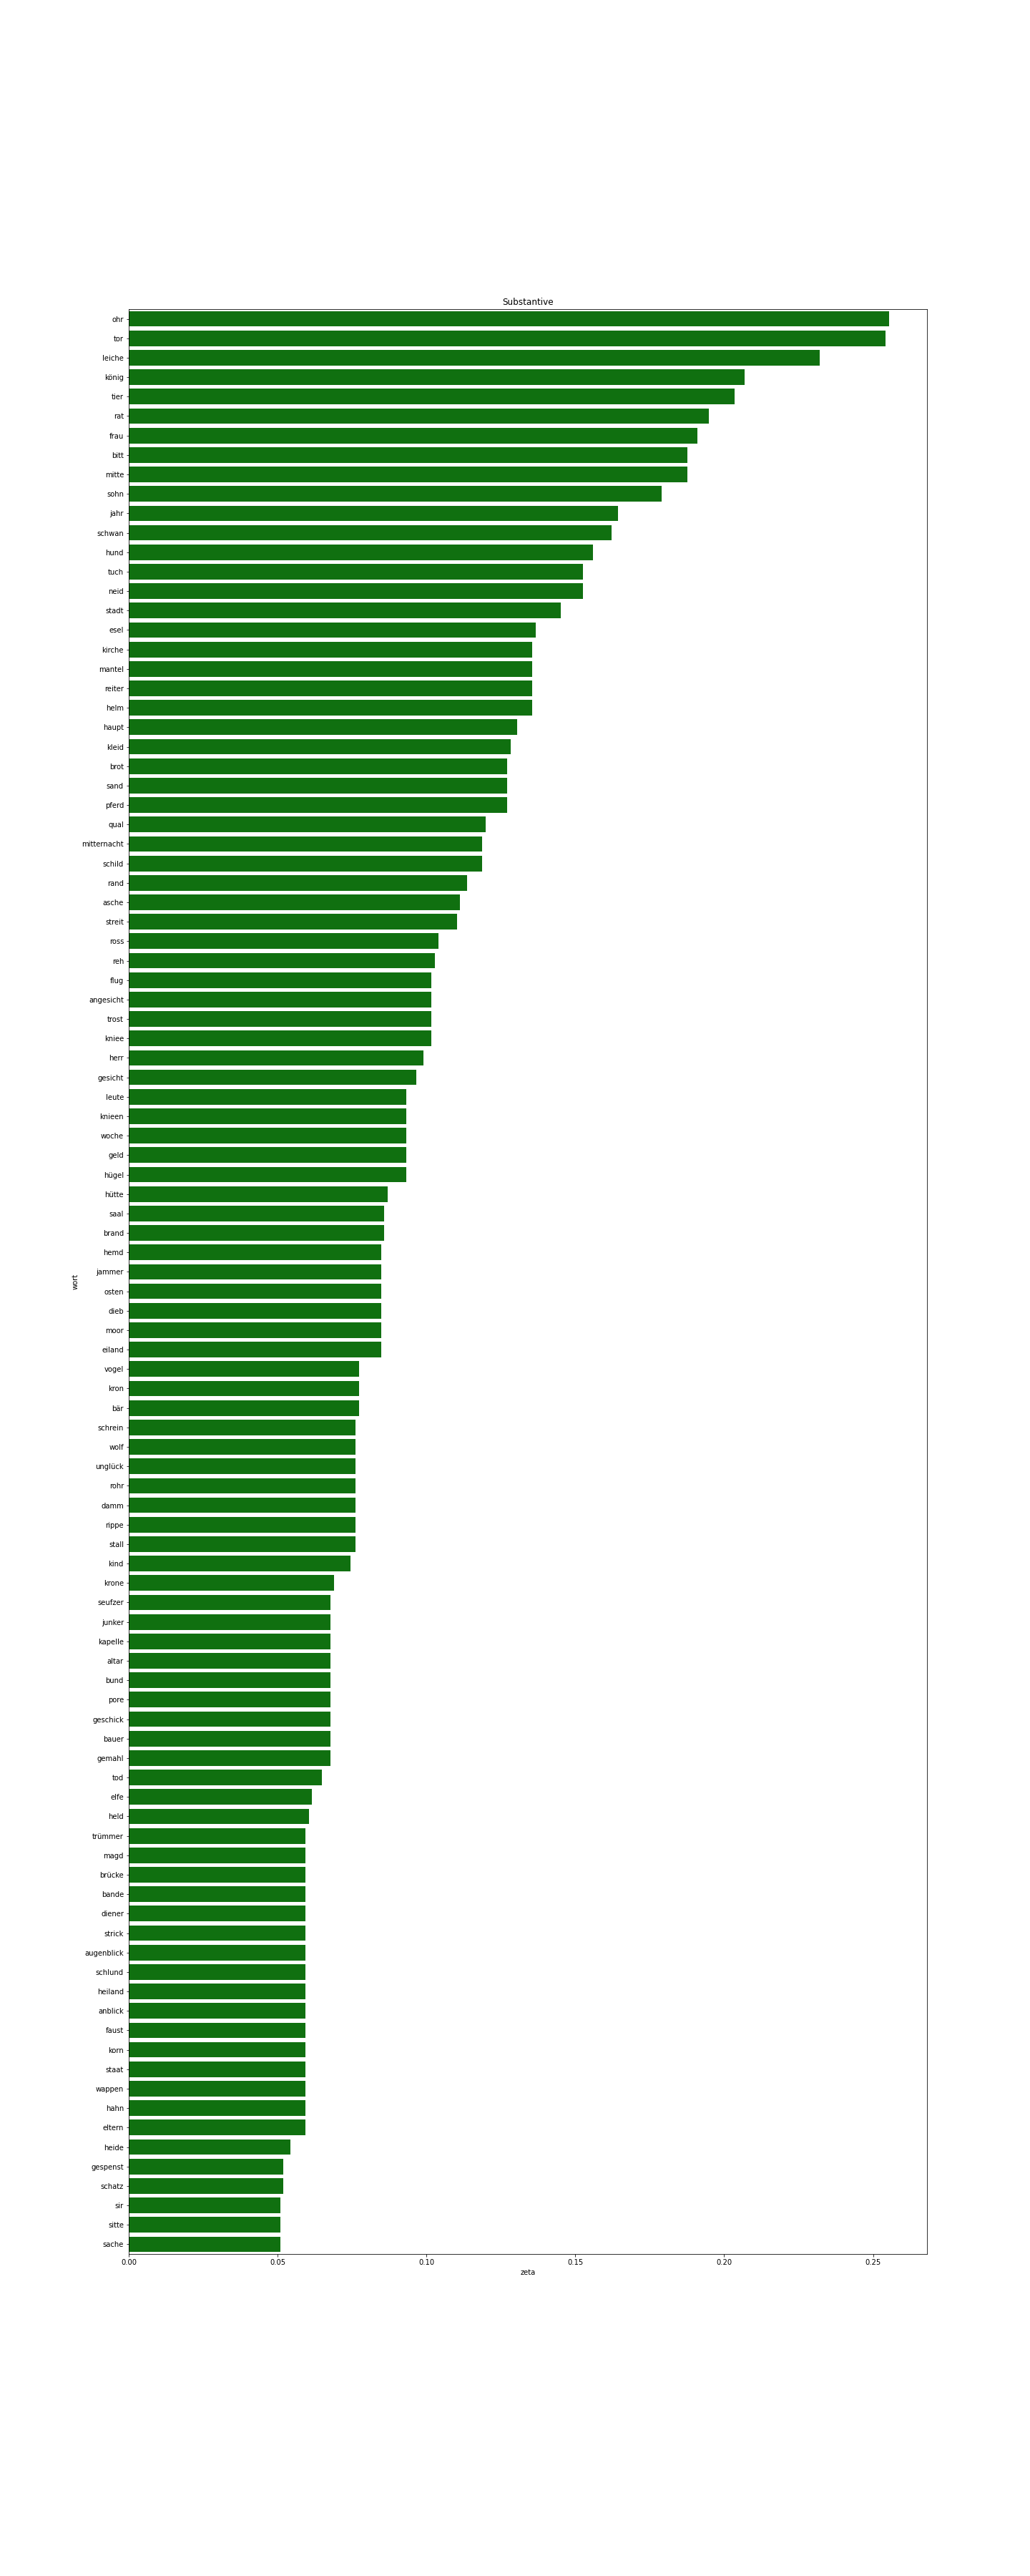 Substantive
ohr
tor
leiche
könig
tier
rat
frau
bitt
mitte
sohn
jahr
schwan
hund
tuch
neid
stadt
esel
kirche
mantel
reiter
helm
haupt
kleid
brot
sand
pferd
qual
mitternacht
schild
rand
asche
streit
ross
reh
flug
angesicht
trost
kniee
herr
gesicht
leute
knieen
woche
geld
hügel
hütte
saal
brand
hemd
jammer
wort
osten
dieb
moor
eiland
vogel
kron
bär
schrein
wolf
unglück
rohr
damm
rippe
stall
kind
krone
seufzer
junker
kapelle
altar
bund
pore
geschick
bauer
gemahl
tod
elfe
held
trümmer
magd
brücke
bande
diener
strick
augenblick
schlund
heiland
anblick
faust
korn
staat
wappen
hahn
eltern
heide
gespenst
schatz
sir
sitte
sache
0.00 0.05 0.10 0.15 0.20 0.25
zeta